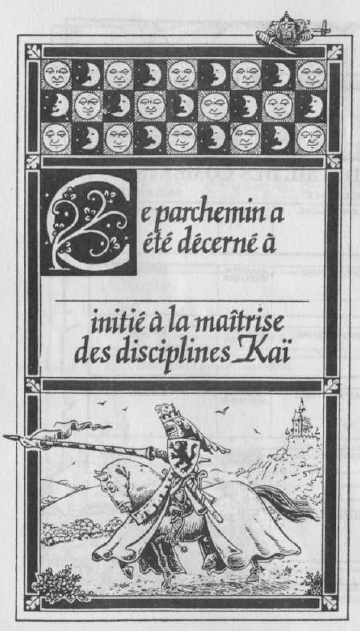 Ce parchemin a
été décerné à
initié à la maîtrise
des disciplines Kaï